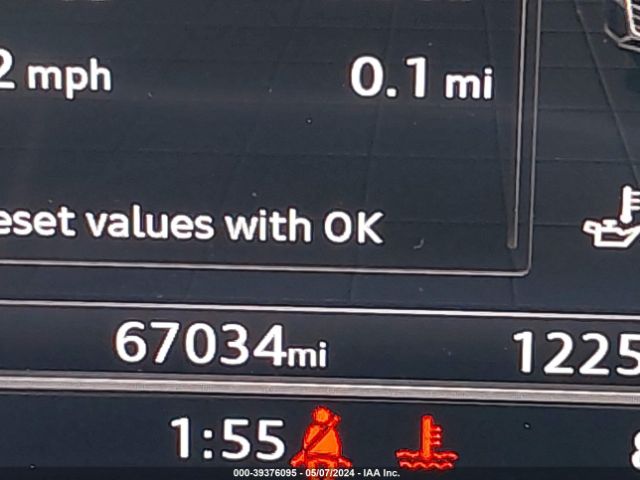 2 mph 0.1 mi
eset values with OK
67034mi 1225
1:55
000-39376095 - 05/07/2024 - IAA Inc.